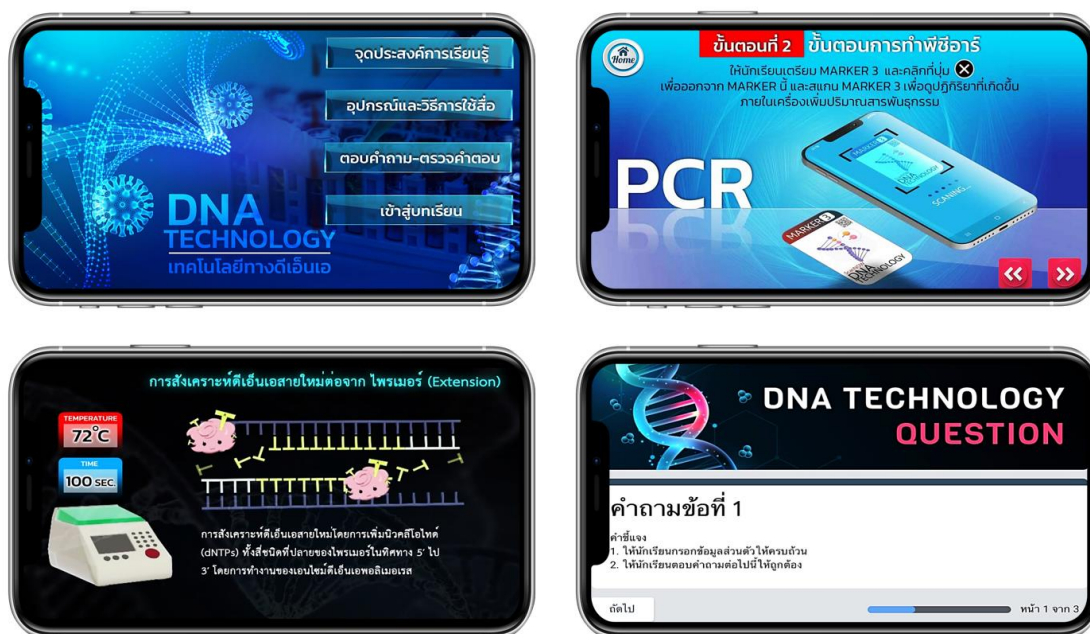 จุดประสงค์การเรียนรู้
อุปกรณ์และวิธีการใช้สื่อ
ตอบคำถาม-ตรวจคำตอบ
เข้าสู่บทเรียน
DNA
TECHNOLOGY
เทคโนโลยีทางดีเอ็นเอ
Home
ขั้นตอนที่ 2 ขั้นตอนการทำพีซีอาร์
ให้นักเรียนเตรียม MARKER 3 และคลิกที่ปุ่ม
เพื่อออกจาก MARKER นี้ และสแกน MARKER 3 เพื่อดูปฏิกิริยาที่เกิดขึ้น
ภายในเครื่องเพิ่มปริมาณสารพันธุกรรม
PCR
MARKER 3
DNA
TECHNOLOGY
SCANING...
MARKER 3
DNA
TECHNOLOGY
การสังเคราะห์ดีเอ็นเอสายใหม่ต่อจาก ไพรเมอร์ (Extension)
TEMPERATURE
72°C
TIME
100 SEC.
การสังเคราะห์ดีเอ็นเอสายใหม่โดยการเพิ่มนิวคลีโอไทด์
(dNTPs) ทั้งสี่ชนิดที่ปลายของไพรเมอร์ในทิศทาง 5' ไป
3' โดยการทำงานของเอนไซม์ดีเอ็นเอพอลิเมอเรส
DNA TECHNOLOGY
QUESTION
คำถามข้อที่ 1
คำชี้แจง
1. ให้นักเรียนกรอกข้อมูลส่วนตัวให้ครบถ้วน
2. ให้นักเรียนตอบคำถามต่อไปนี้ให้ถูกต้อง
ถัดไป
หน้า 1 จาก 3